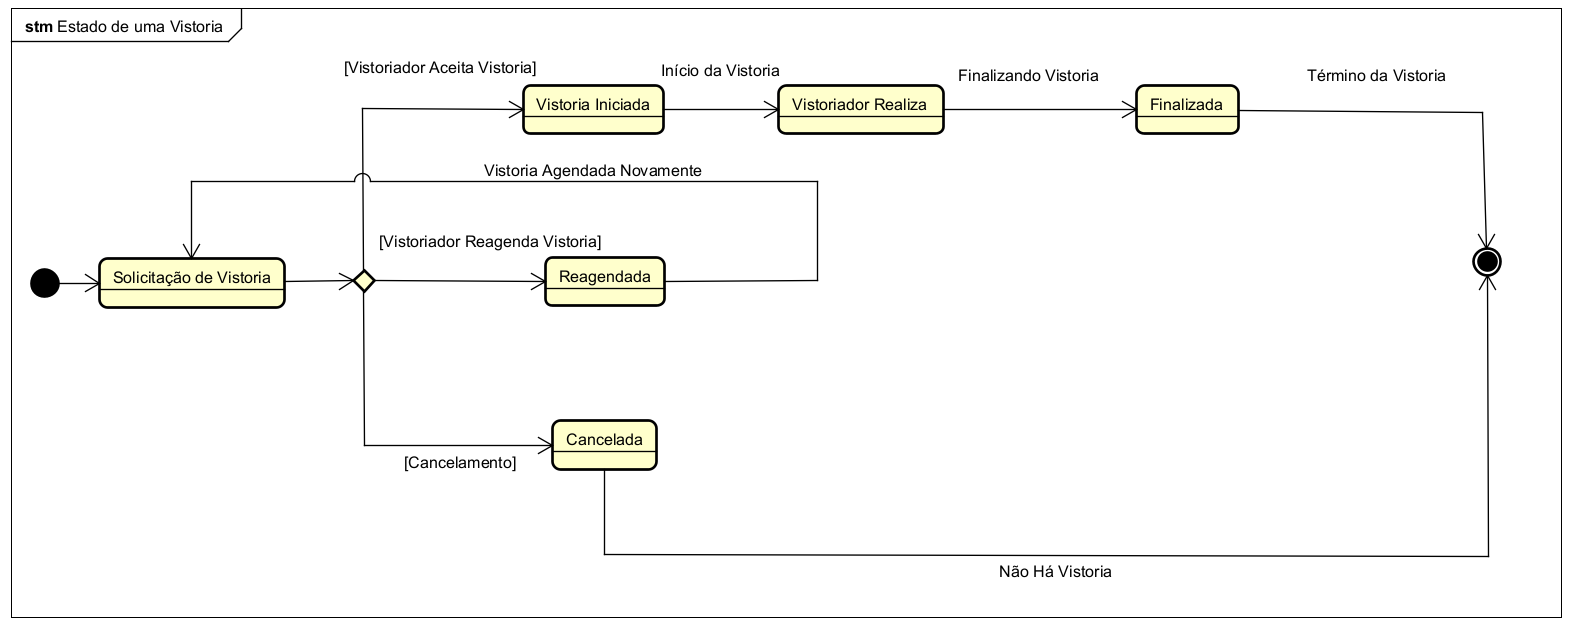 stm Estado de uma Vistoria
[Vistoriador Aceita Vistoria]
Início da Vistoria
Finalizando Vistoria
Término da Vistoria
Vistoria Iniciada
Vistoriador Realiza
Finalizada
Vistoria Agendada Novamente
[Vistoriador Reagenda Vistoria]
Solicitação de Vistoria
Reagendada
Cancelada
[Cancelamento]
Não Há Vistoria